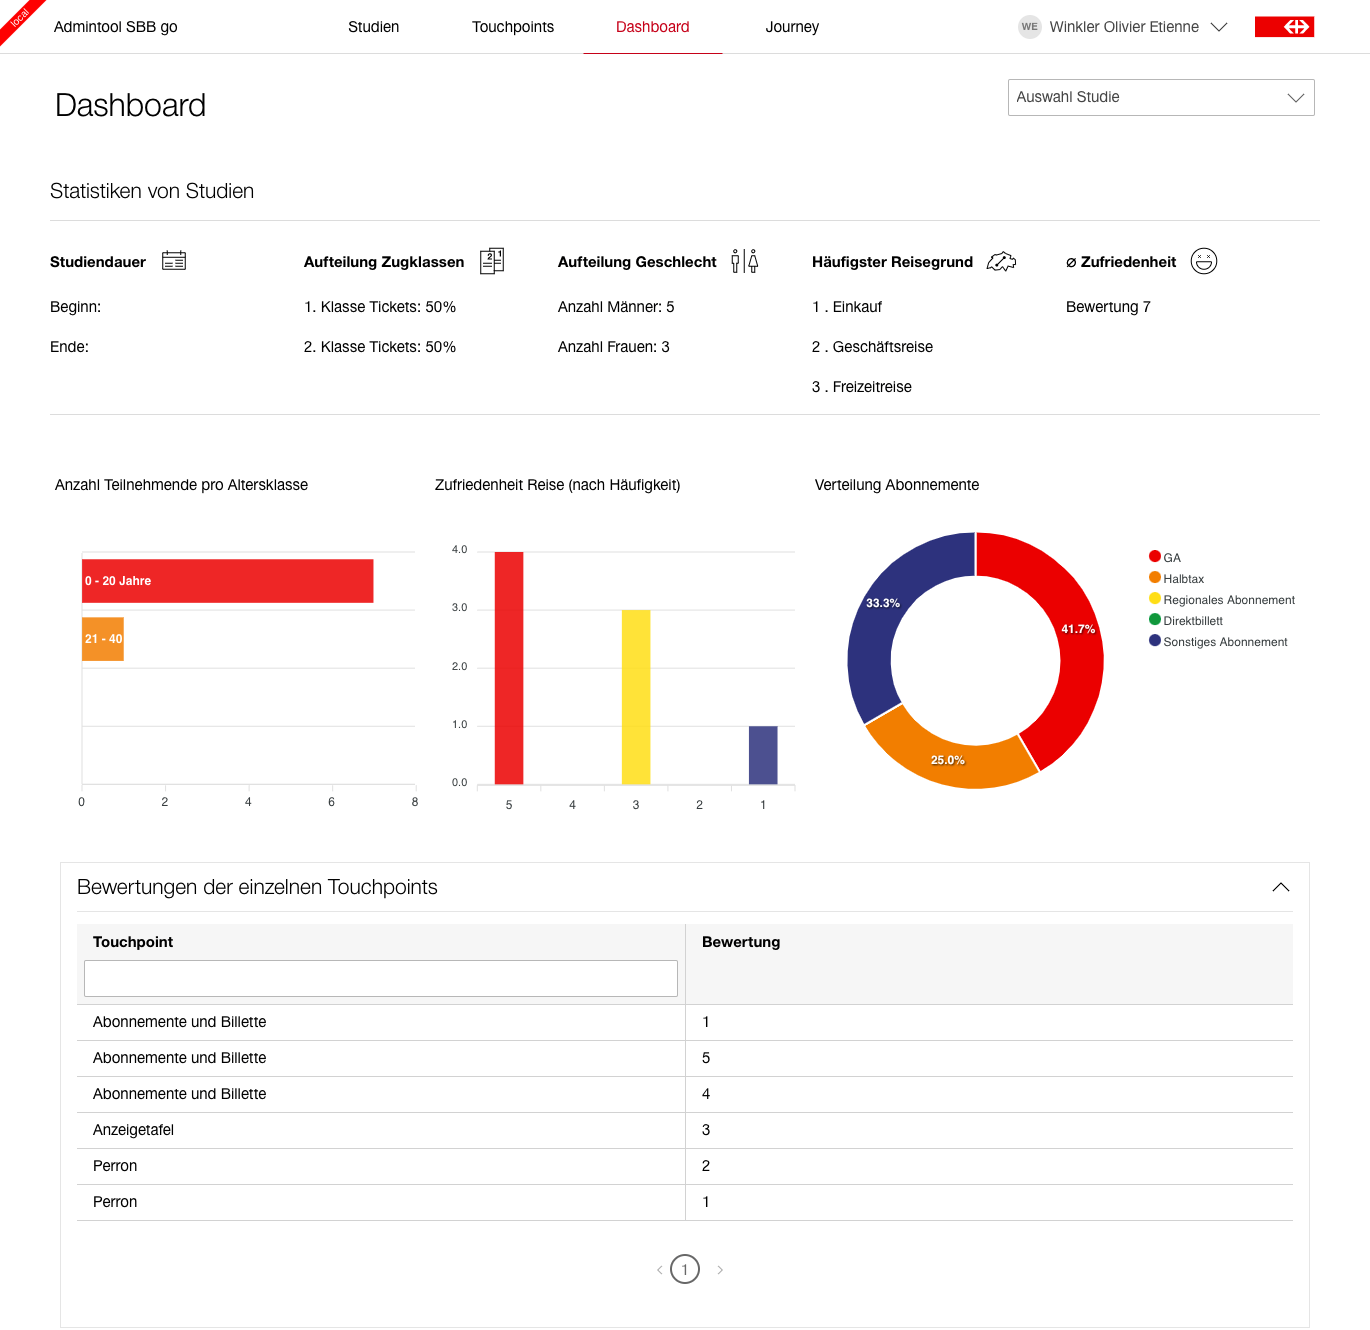 local
Admintool SBB go
Studien
Touchpoints
Dashboard
Journey
WE
Winkler Olivier Etienne
Dashboard
Auswahl Studie
Statistiken von Studien
Studiendauer
Beginn:
Ende:
Aufteilung Zugklassen
2
1
1. Klasse Tickets: 50%
2. Klasse Tickets: 50%
Aufteilung Geschlecht
Anzahl Männer: 5
Anzahl Frauen: 3
Häufigster Reisegrund
1 . Einkauf
2 . Geschäftsreise
3 . Freizeitreise
⌀ Zufriedenheit
Bewertung 7
Anzahl Teilnehmende pro Altersklasse
0 - 20 Jahre
21 - 40
0 2 4 6 8
Zufriedenheit Reise (nach Häufigkeit)
4.0
3.0
2.0
1.0
0.0
5 4 3 2 1
Verteilung Abonnemente
33.3%
41.7%
25.0%
GA
Halbtax
Regionales Abonnement
Direktbillett
Sonstiges Abonnement
Bewertungen der einzelnen Touchpoints
Touchpoint Bewertung
Abonnemente und Billette 1
Abonnemente und Billette 5
Abonnemente und Billette 4
Anzeigetafel 3
Perron 2
Perron 1
1